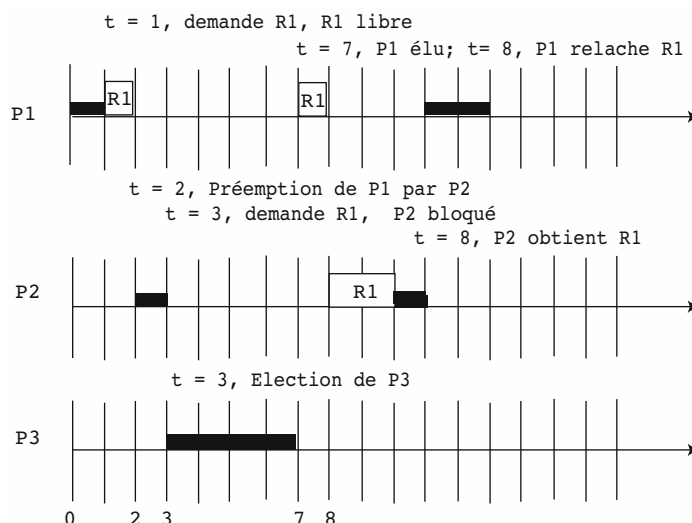 t = 1, demande R1, R1 libre
t = 7, P1 élu; t= 8, P1 relache R1
R1
R1
P1
t = 2, Préemption de P1 par P2
t = 3, demande R1, P2 bloqué
t = 8, P2 obtient R1
P2
R1
t = 3, Election de P3
P3
0 2 3 7 8